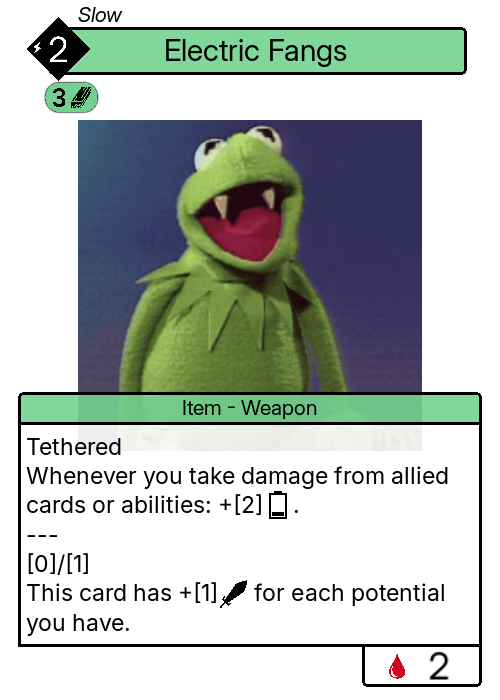 Slow
2
Electric Fangs
3
Item - Weapon
Tethered
Whenever you take damage from allied
cards or abilities: +[2] .
---
[0]/[1]
This card has +[1] for each potential
you have.
2